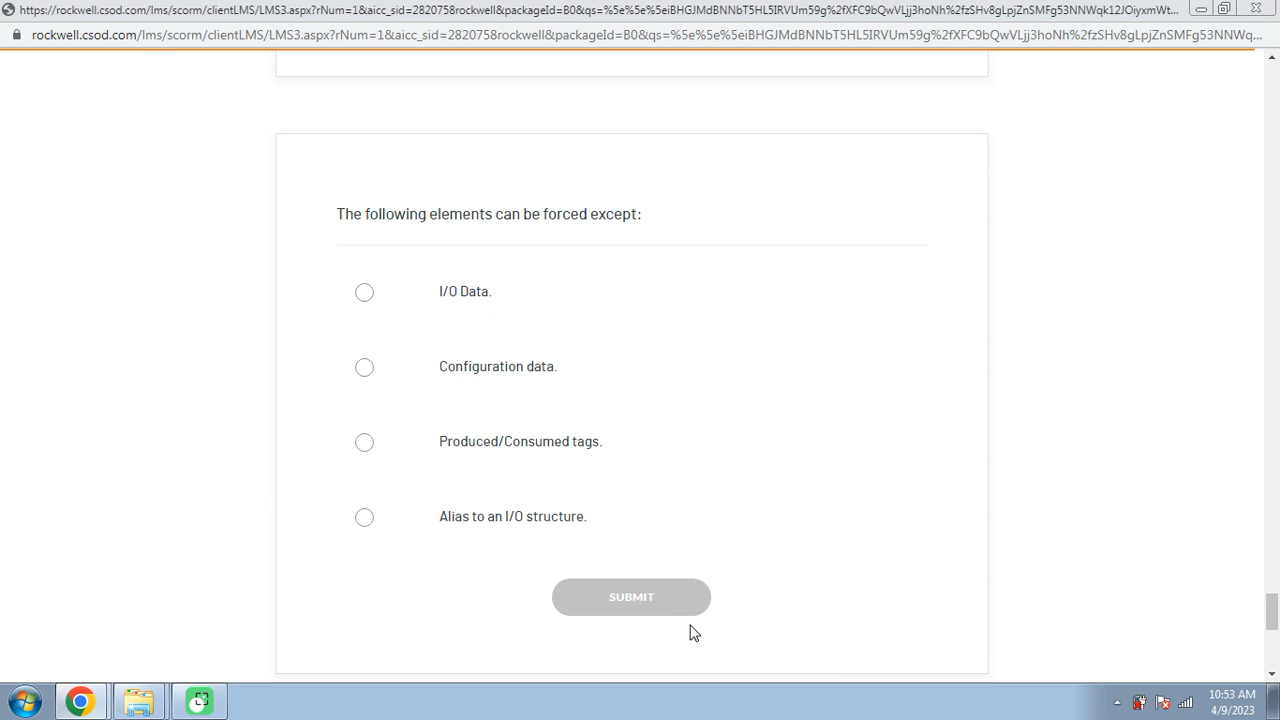 https://rockwell.csod.com/lms/scorm/clientLMS/LMS3.aspx?rNum=1&aicc_sid=2820758rockwell&packageId=B0&qs=%5e%5e%5eiBHGJMdBNNbT5HL5IRVUm59g%2fXFC9bQwVLjj3hoNh%2fzSHv8gLpjZnSMFg53NNWqk12JOiyxmWt...
rockwell.csod.com/lms/scorm/clientLMS/LMS3.aspx?rNum=1&aicc_sid=2820758rockwell&packageId=B0&qs=%5e%5e%5eiBHGJMdBNNbT5HL5IRVUm59g%2fXFC9bQwVLjj3hoNh%2fzSHv8gLpjZnSMFg53NNWq...
The following elements can be forced except:
I/O Data.
Configuration data.
Produced/Consumed tags.
Alias to an I/O structure.
SUBMIT
10:53 AM
4/9/2023